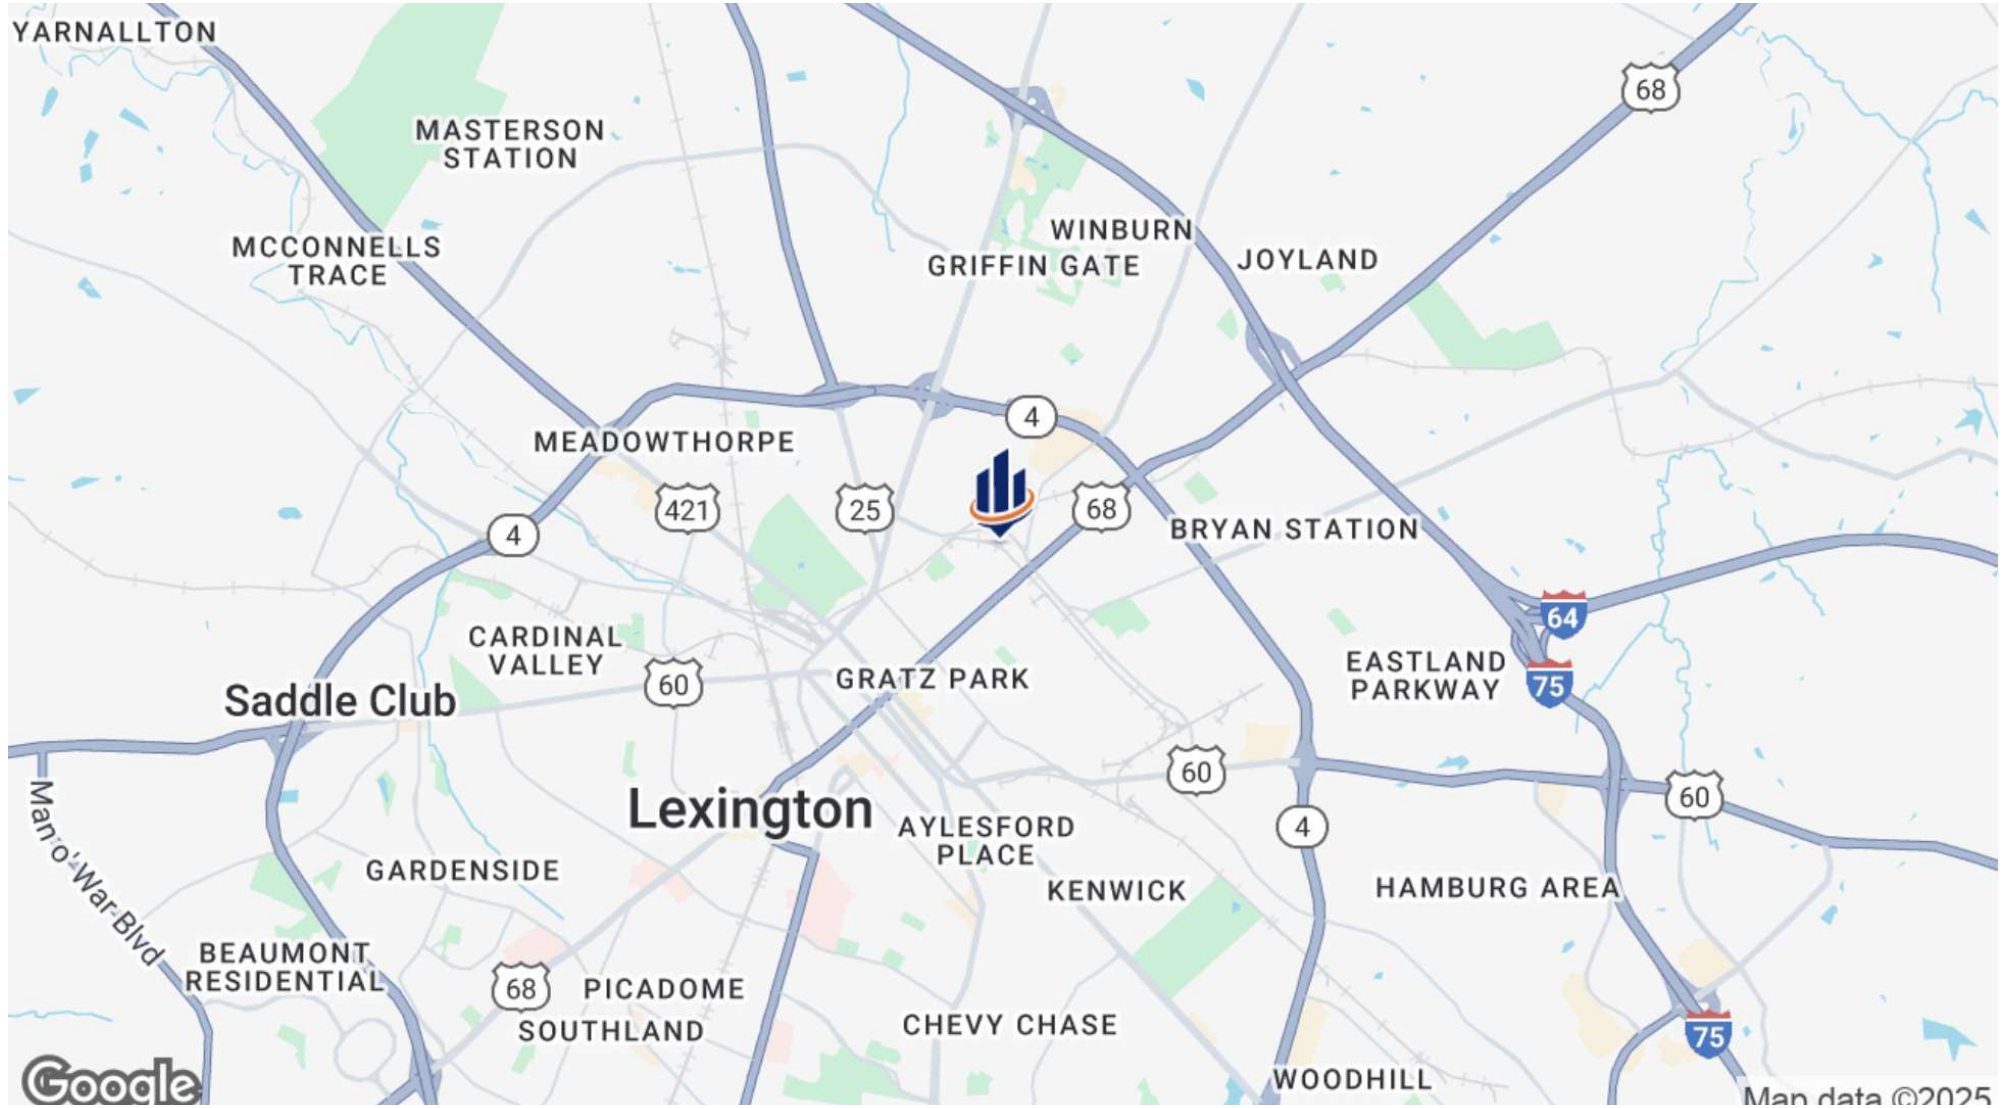 YARNALLTON
68
MASTERSON
STATION
WINBURN
MCCONNELLS
TRACE
GRIFFIN GATE
JOYLAND
4
MEADOWTHORPE
421
25
68
4
BRYAN STATION
64
CARDINAL
VALLEY
EASTLAND
PARKWAY
60
GRATZ PARK
75
Saddle Club
60
60
Man o' War Blvd
Lexington
AYLESFORD
PLACE
4
GARDENSIDE
KENWICK
HAMBURG AREA
BEAUMONT
RESIDENTIAL
68
PICADOME
SOUTHLAND
CHEVY CHASE
75
WOODHILL
Google
Map data ©2025